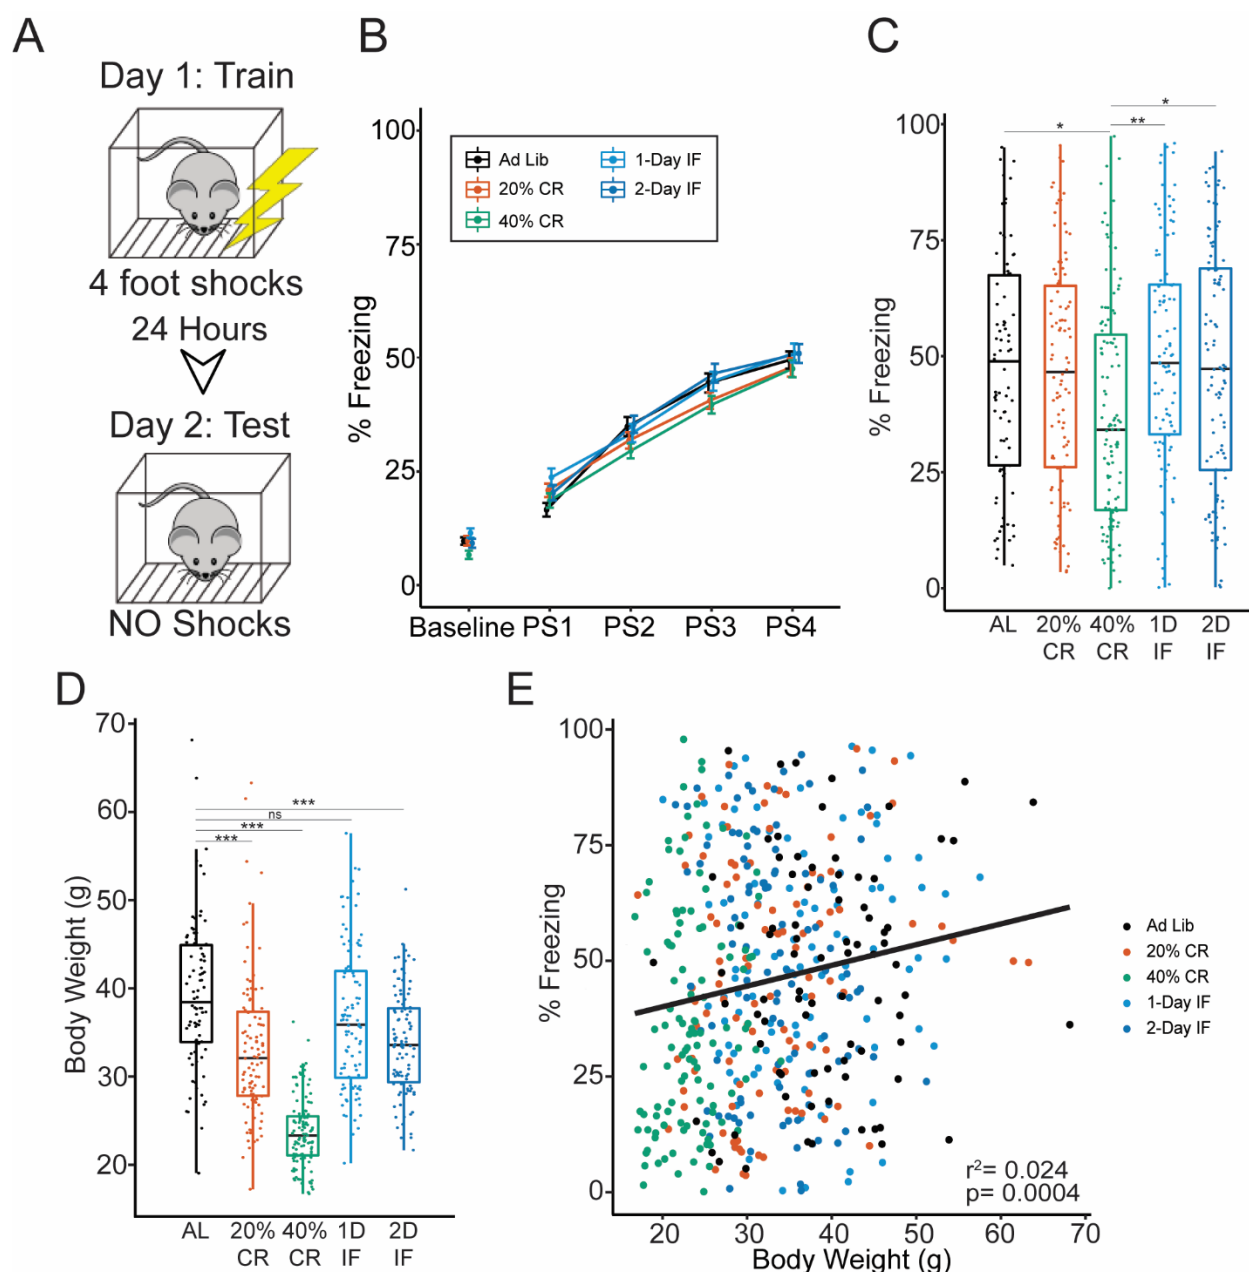 A
Day 1: Train
4 foot shocks
24 Hours
Day 2: Test
NO Shocks
B
% Freezing
100
75
50
25
0
Ad Lib
20% CR
40% CR
1-Day IF
2-Day IF
Baseline PS1 PS2 PS3 PS4
C
% Freezing
100
75
50
25
0
*
**
*
AL 20% 40% 1D 2D
CR CR IF IF
D
Body Weight (g)
70
60
50
40
30
20
***
ns
***
***
AL 20% 40% 1D 2D
CR CR IF IF
E
% Freezing
100
75
50
25
0
r²= 0.024
p= 0.0004
20 30 40 50 60 70
Body Weight (g)
Ad Lib
20% CR
40% CR
1-Day IF
2-Day IF